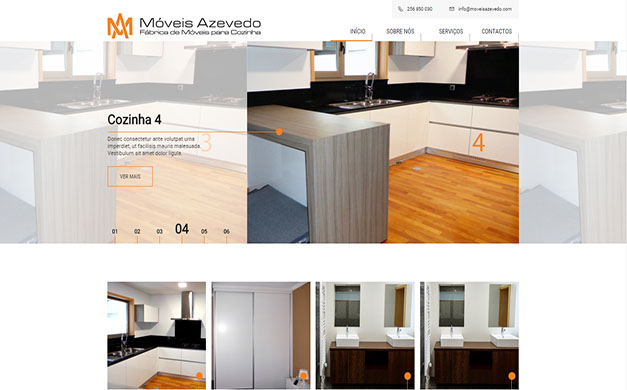 256 850 030
info@moveisazevedo.com
Móveis Azevedo
Fábrica de Móveis para Cozinha
INÍCIO
SOBRE NÓS
SERVIÇOS
CONTACTOS
Cozinha 4
Donec consectetur ante volutpat urna
imperdiet, ut facilisis mauris malesuada.
Vestibulum sit amet dolor ligula.
3
4
VER MAIS
01
02
03
04
05
06